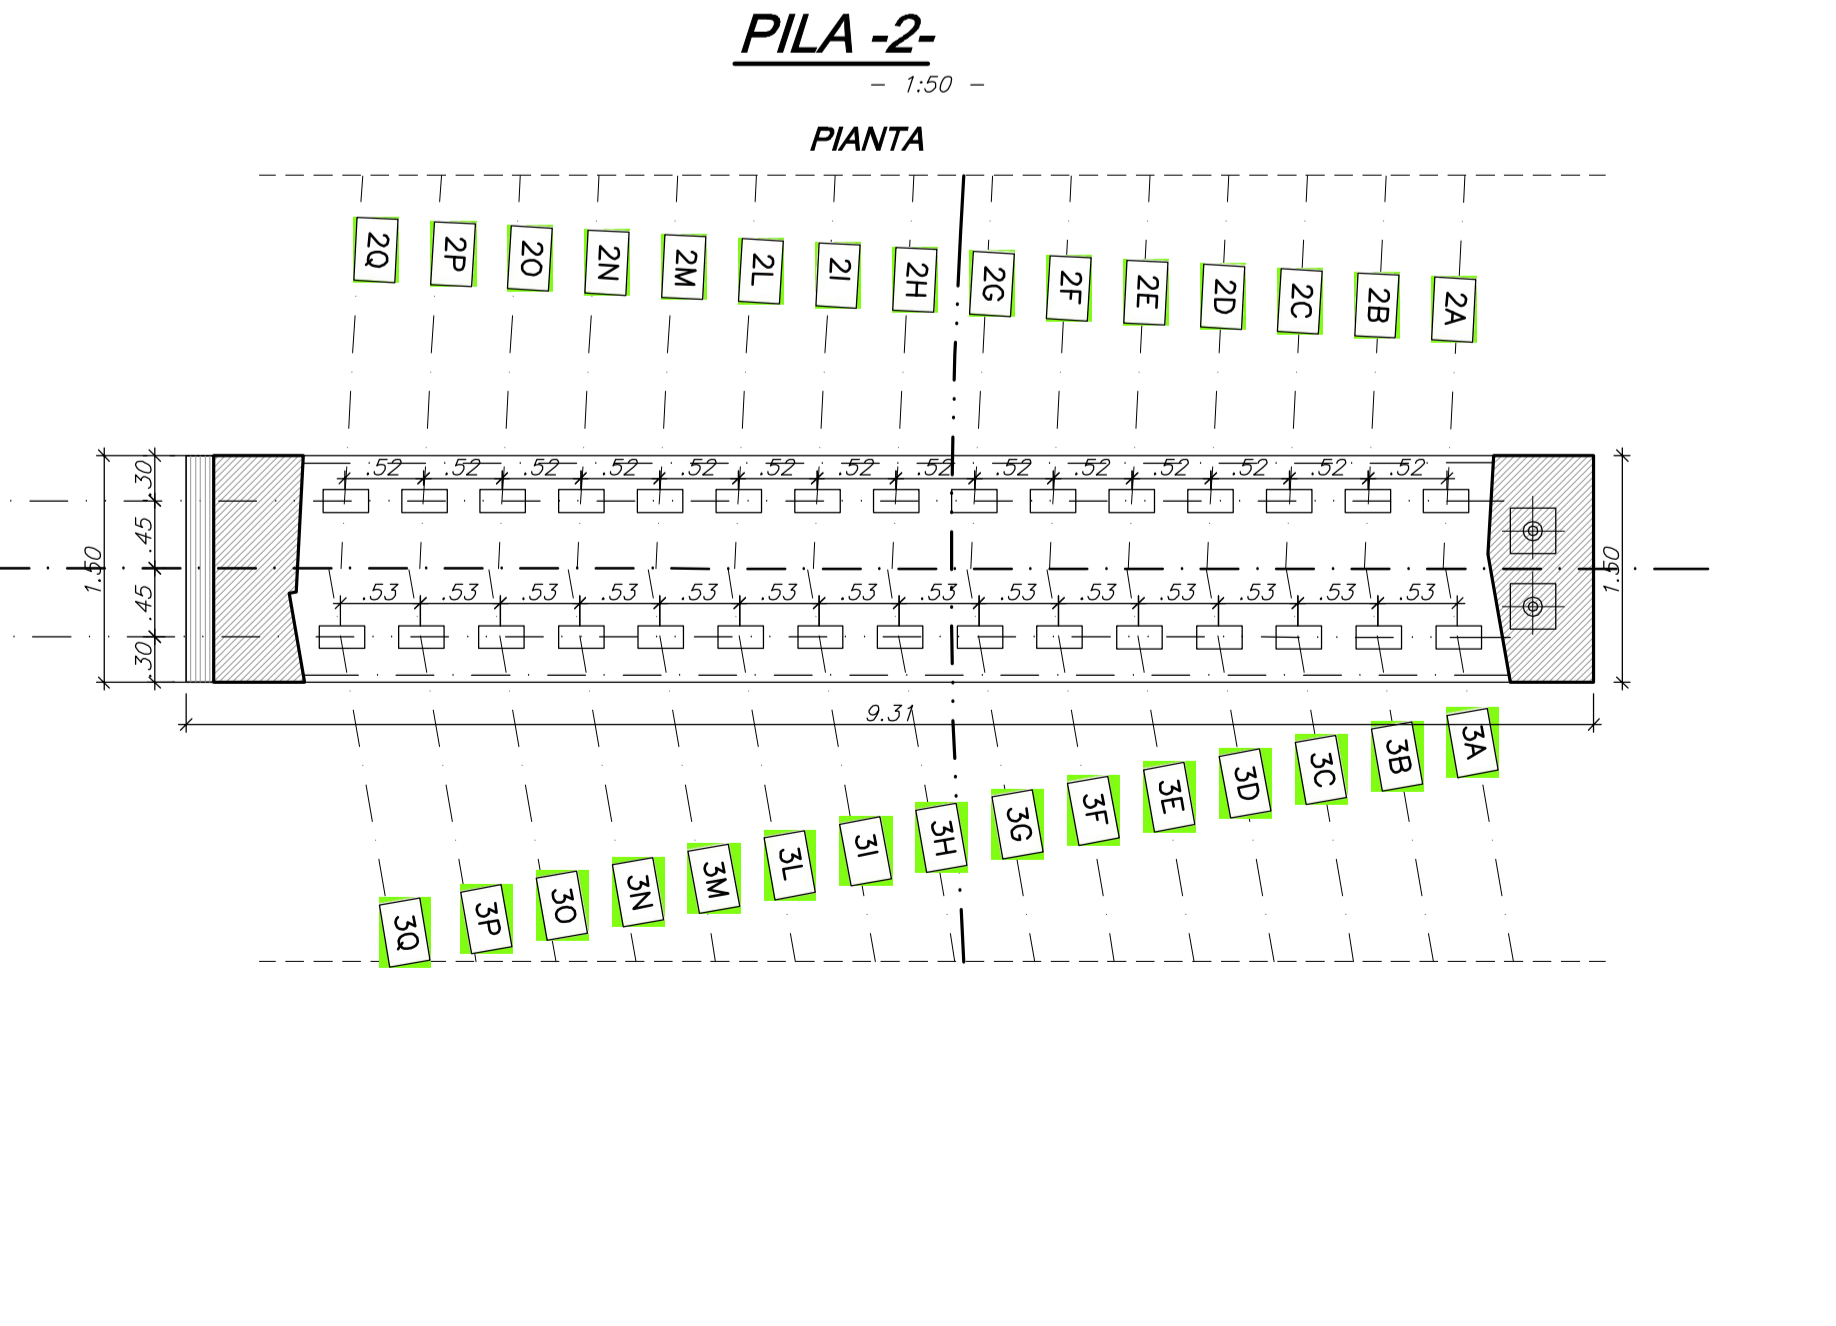 PILA -2-
- 1:50 -
PIANTA
2Q 2P 2O 2N 2M 2L 2I 2H 2G 2F 2E 2D 2C 2B 2A
.52 .52 .52 .52 .52 .52 .52 .52 .52 .52 .52 .52 .52 .52
.30
.45
1.50
.45
.30
1.50
.53 .53 .53 .53 .53 .53 .53 .53 .53 .53 .53 .53 .53 .53
9.31
3Q 3P 3O 3N 3M 3L 3I 3H 3G 3F 3E 3D 3C 3B 3A